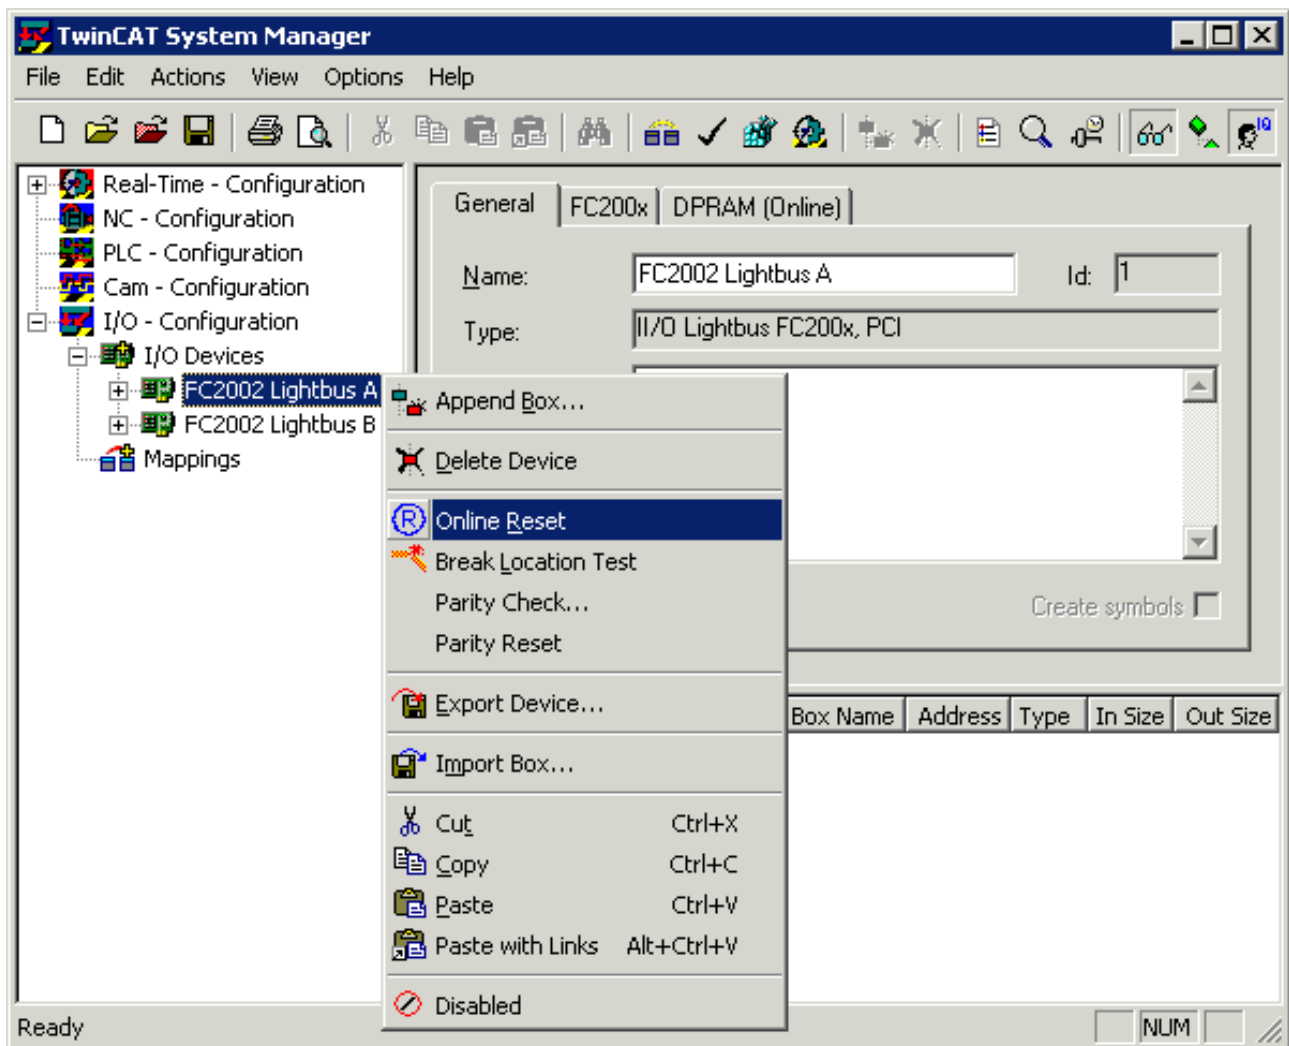 TwinCAT System Manager
File Edit Actions View Options Help
Real-Time - Configuration
NC - Configuration
PLC - Configuration
Cam - Configuration
I/O - Configuration
I/O Devices
FC2002 Lightbus A
FC2002 Lightbus B
Mappings
General FC200x DPRAM (Online)
Name: FC2002 Lightbus A Id: 1
Type: II/O Lightbus FC200x, PCI
Create symbols
Append Box...
Delete Device
Online Reset
Break Location Test
Parity Check...
Parity Reset
Export Device...
Import Box...
Cut Ctrl+X
Copy Ctrl+C
Paste Ctrl+V
Paste with Links Alt+Ctrl+V
Disabled
Box Name Address Type In Size Out Size
Ready NUM